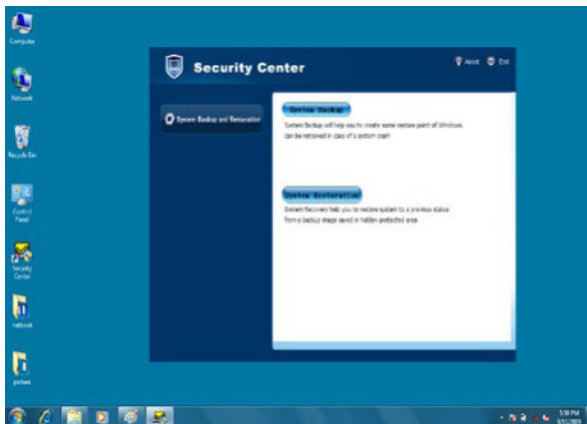 Computer
Network
Recycle Bin
Control
Panel
Security
Center
netbook
picture
Security Center
About
Exit
System Backup and Restoration
System Backup
System Backup will help you to create some restore point of Windows,
can be retrieved in case of a system crash
System Restoration
System Recovery help you to restore system to a previous status
from a backup image saved in hidden protected area